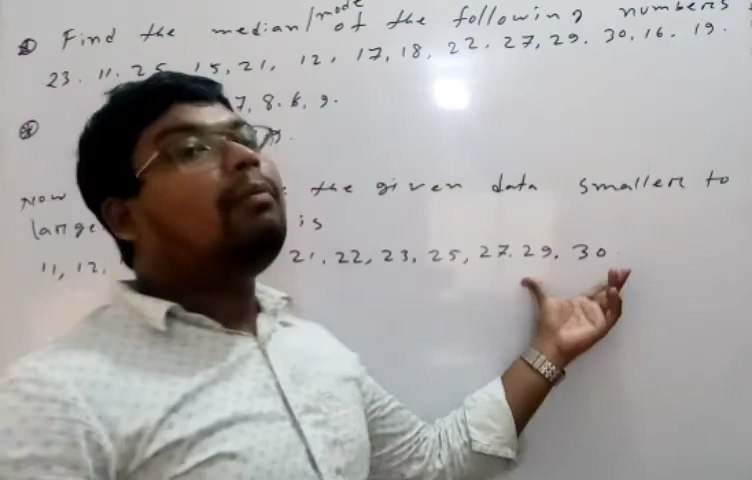 ① Find the median/mode of the following numbers
23. 11. 25, 15, 21, 12, 17, 18, 22. 27, 29. 30, 16. 19.
7, 8. 6, 9.
Now the given data smaller to
large is
11, 12, 21, 22, 23, 25, 27. 29. 30